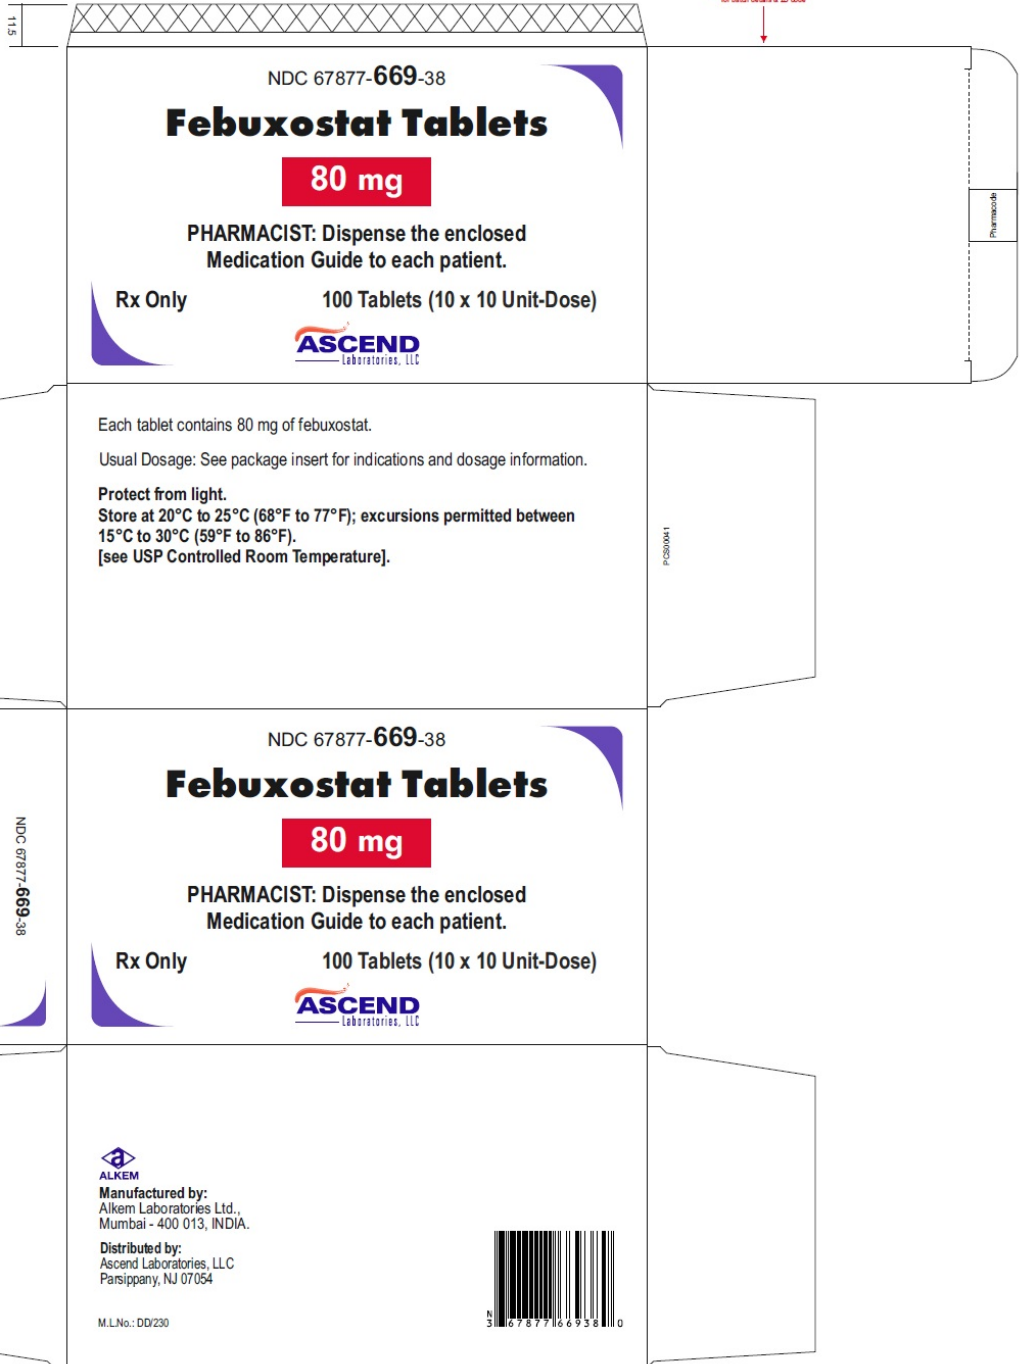 11.5
NDC 67877-669-38
Febuxostat Tablets
80 mg
PHARMACIST: Dispense the enclosed
Medication Guide to each patient.
Rx Only 100 Tablets (10 x 10 Unit-Dose)
ASCEND
Laboratories, LLC
Pharmacode
Each tablet contains 80 mg of febuxostat.
Usual Dosage: See package insert for indications and dosage information.
Protect from light.
Store at 20°C to 25°C (68°F to 77°F); excursions permitted between
15°C to 30°C (59°F to 86°F).
[see USP Controlled Room Temperature].
PCS00041
NDC 67877-669-38
NDC 67877-669-38
Febuxostat Tablets
80 mg
PHARMACIST: Dispense the enclosed
Medication Guide to each patient.
Rx Only 100 Tablets (10 x 10 Unit-Dose)
ASCEND
Laboratories, LLC
a
ALKEM
Manufactured by:
Alkem Laboratories Ltd.,
Mumbai - 400 013, INDIA.
Distributed by:
Ascend Laboratories, LLC
Parsippany, NJ 07054
M.L.No.: DD/230
N
3 67877 66938 0